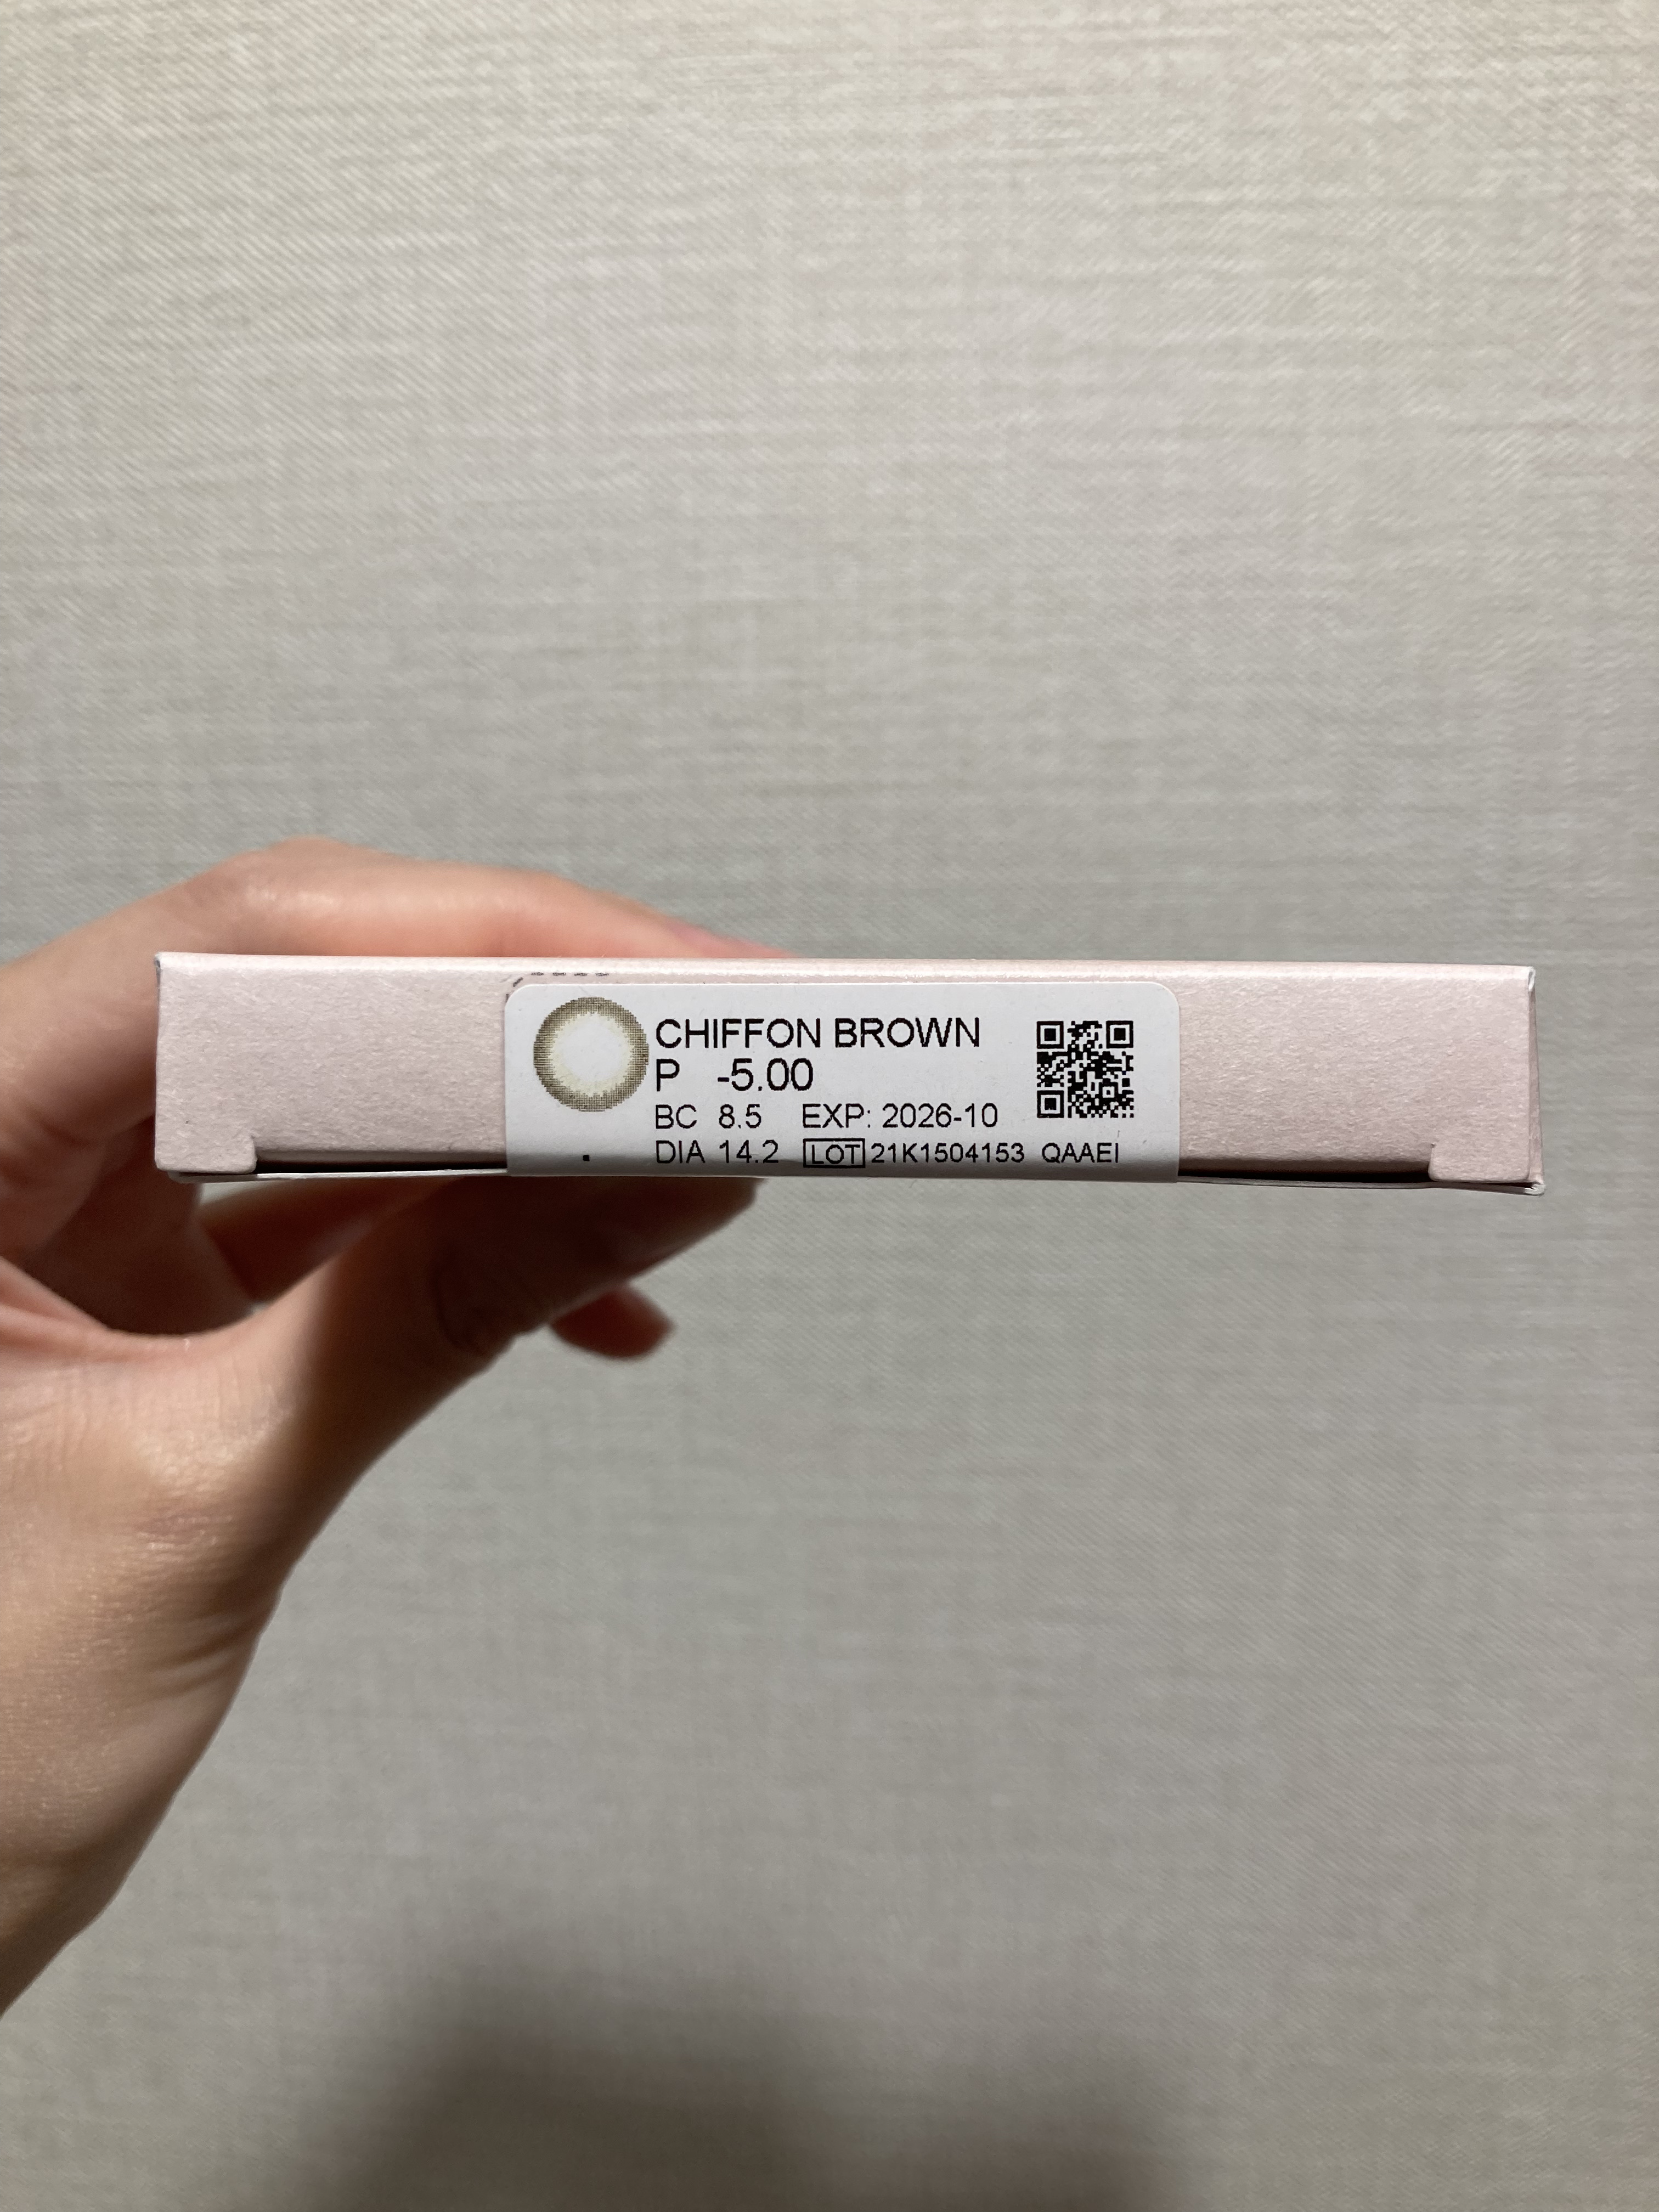 CHIFFON BROWN
P -5.00
BC 8.5 EXP: 2026-10
DIA 14.2 LOT 21K1504153 QAAEI